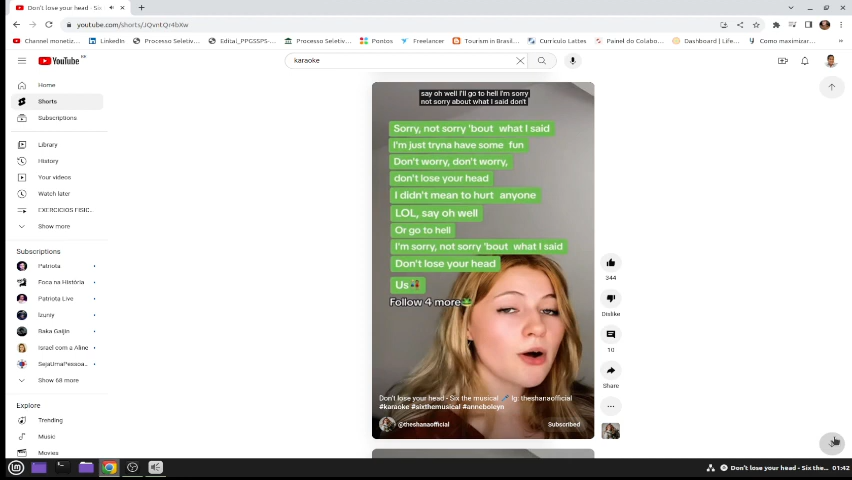 Don't lose your head - Si
youtube.com/shorts/JQvntQr4bXw
Channel monetiz...
LinkedIn
Processo Seletiv...
Edital_PPGSSPS-...
Processo Seletiv...
Pontos
Freelancer
Tourism in Brasil...
Curriculo Lattes
Painel do Colabo...
Dashboard | Life...
Como maximizar...
YouTube
BR
karaoke
Home
Shorts
Subscriptions
Library
History
Your videos
Watch later
EXERCICIOS FISIC...
Show more
Subscriptions
Patriota
Foca na História
Patriota Live
Izuniy
Baka Gaijin
Israel com a Aline
SejaUmaPessoa...
Show 68 more
Explore
Trending
Music
Movies
say oh well I'll go to hell I'm sorry
not sorry about what I said don't
Sorry, not sorry 'bout what I said
I'm just tryna have some fun
Don't worry, don't worry,
don't lose your head
I didn't mean to hurt anyone
LOL, say oh well
Or go to hell
I'm sorry, not sorry 'bout what I said
Don't lose your head
Us
Follow 4 more
Don't lose your head - Six the musical Ig: theshanaofficial
#karaoke #sixthemusical #anneboleyn
@theshanaofficial
Subscribed
344
Dislike
10
Share
Don't lose your head - Six the...
01:42